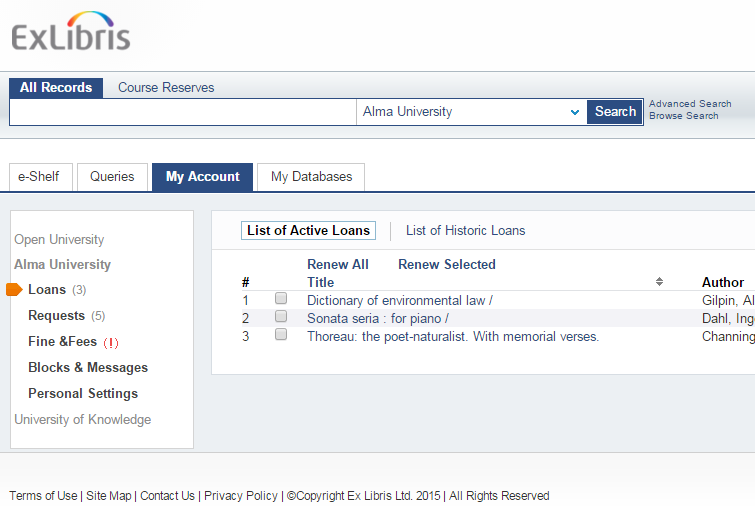 ExLibris
All Records Course Reserves
Alma University Search Advanced Search
Browse Search
e-Shelf Queries My Account My Databases
Open University
Alma University
Loans (3)
Requests (5)
Fine &Fees (!)
Blocks & Messages
Personal Settings
University of Knowledge
List of Active Loans List of Historic Loans
Renew All Renew Selected
# Title Author
1 Dictionary of environmental law / Gilpin, Al
2 Sonata seria : for piano / Dahl, Ing
3 Thoreau: the poet-naturalist. With memorial verses. Channing
Terms of Use | Site Map | Contact Us | Privacy Policy | ©Copyright Ex Libris Ltd. 2015 | All Rights Reserved